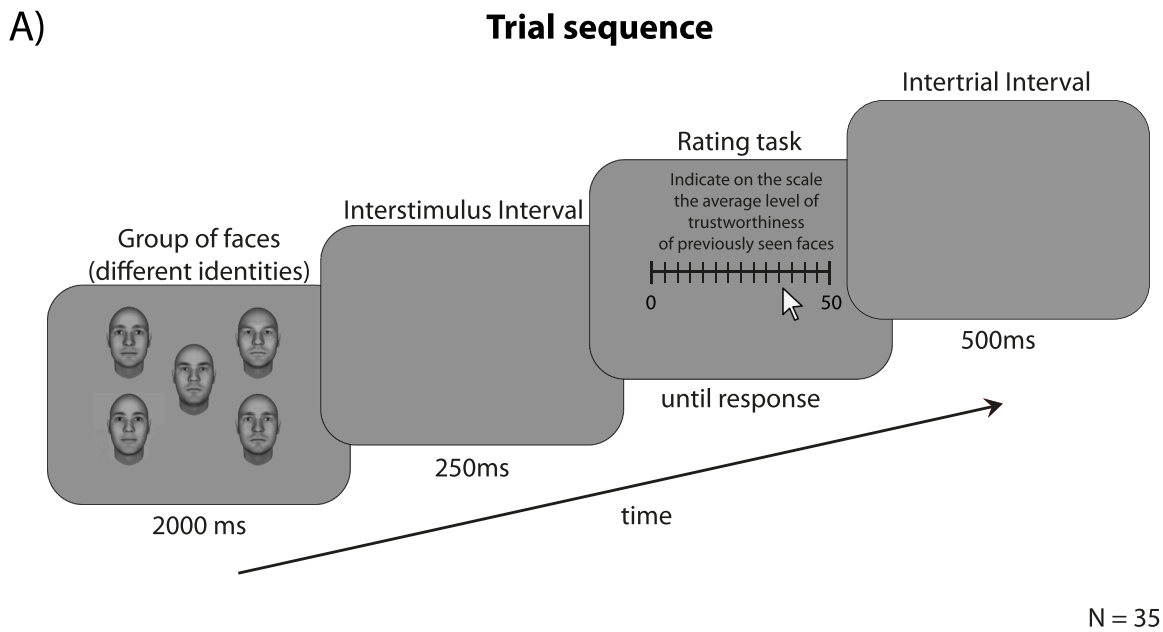 A)
Trial sequence
Group of faces
(different identities)
2000 ms
Interstimulus Interval
250ms
Rating task
Indicate on the scale
the average level of
trustworthiness
of previously seen faces
0 50
until response
Intertrial Interval
500ms
time
N = 35